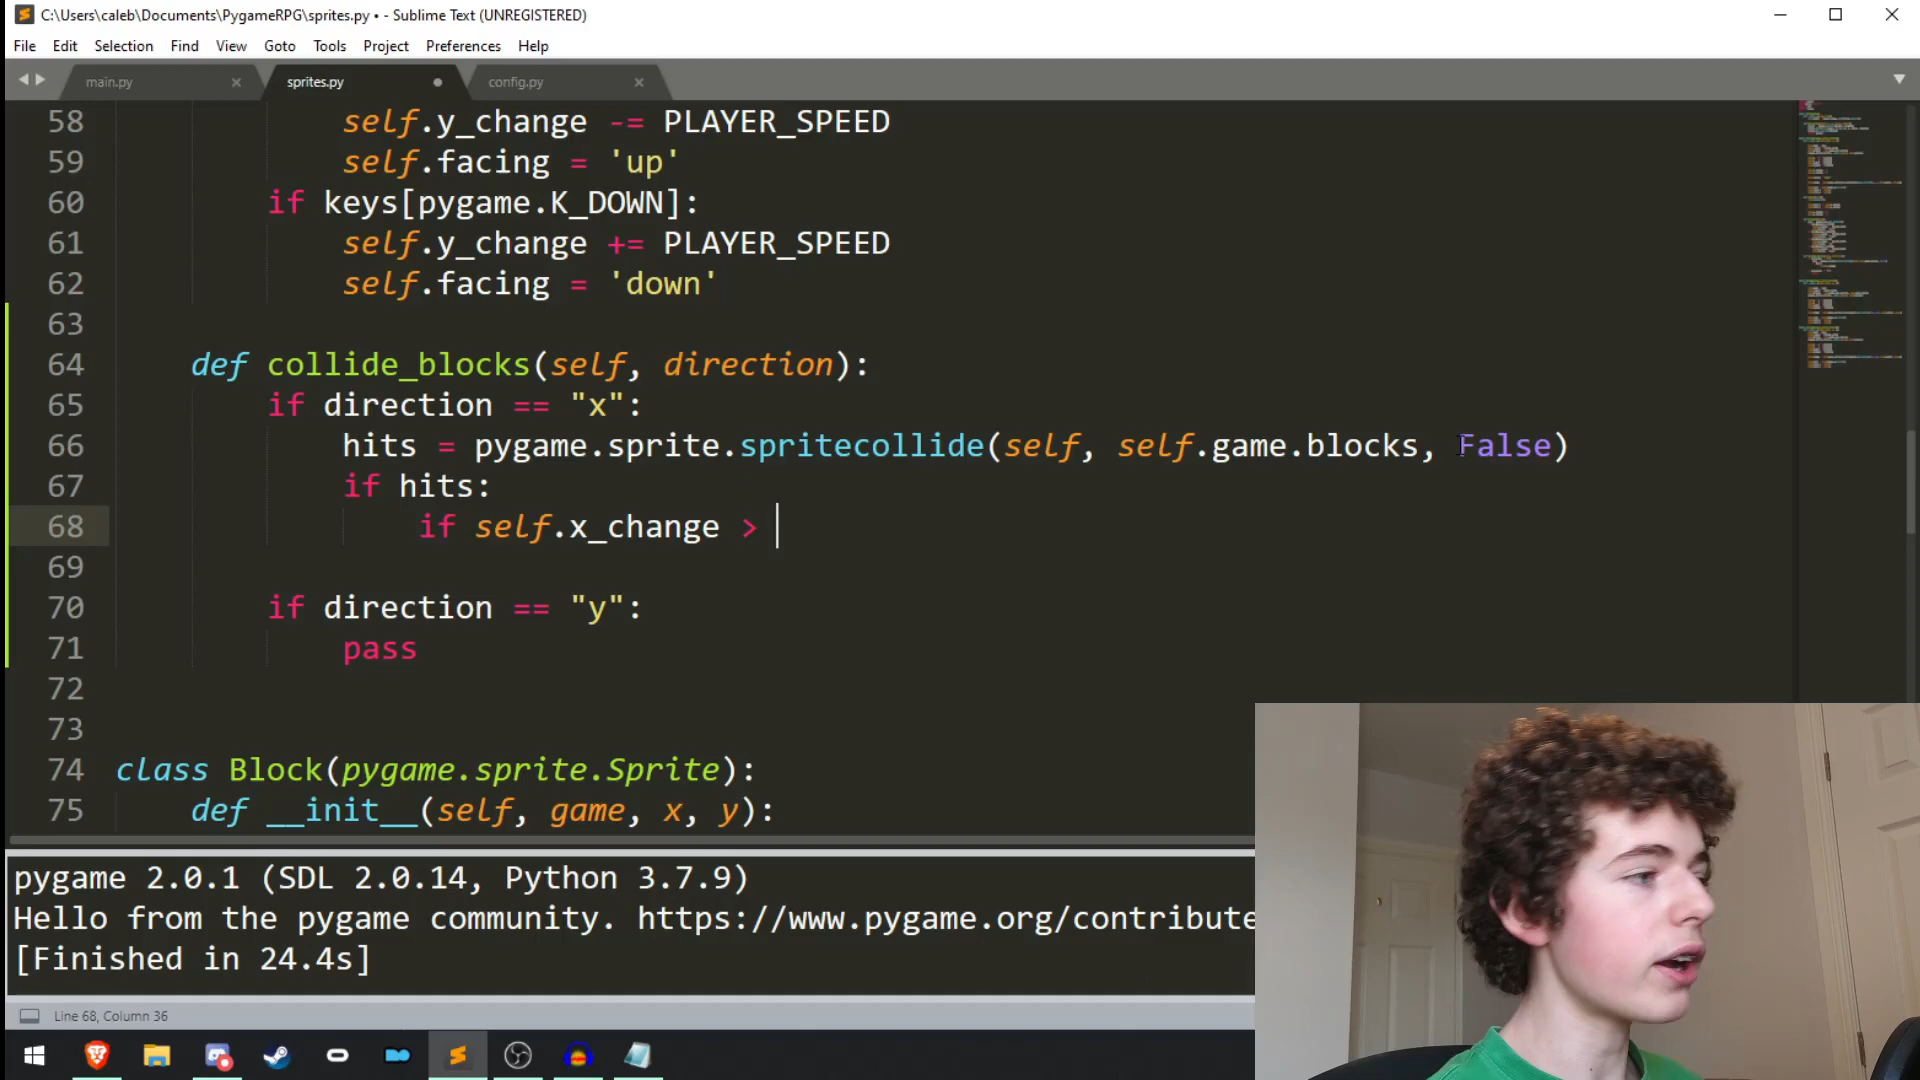 C:\Users\caleb\Documents\PygameRPG\sprites.py • - Sublime Text (UNREGISTERED)
File Edit Selection Find View Goto Tools Project Preferences Help
main.py sprites.py config.py
58 self.y_change -= PLAYER_SPEED
59 self.facing = 'up'
60 if keys[pygame.K_DOWN]:
61 self.y_change += PLAYER_SPEED
62 self.facing = 'down'
63
64 def collide_blocks(self, direction):
65 if direction == "x":
66 hits = pygame.sprite.spritecollide(self, self.game.blocks, False)
67 if hits:
68 if self.x_change >
69
70 if direction == "y":
71 pass
72
73
74 class Block(pygame.sprite.Sprite):
75 def __init__(self, game, x, y):
pygame 2.0.1 (SDL 2.0.14, Python 3.7.9)
Hello from the pygame community. https://www.pygame.org/contribute
[Finished in 24.4s]
Line 68, Column 36